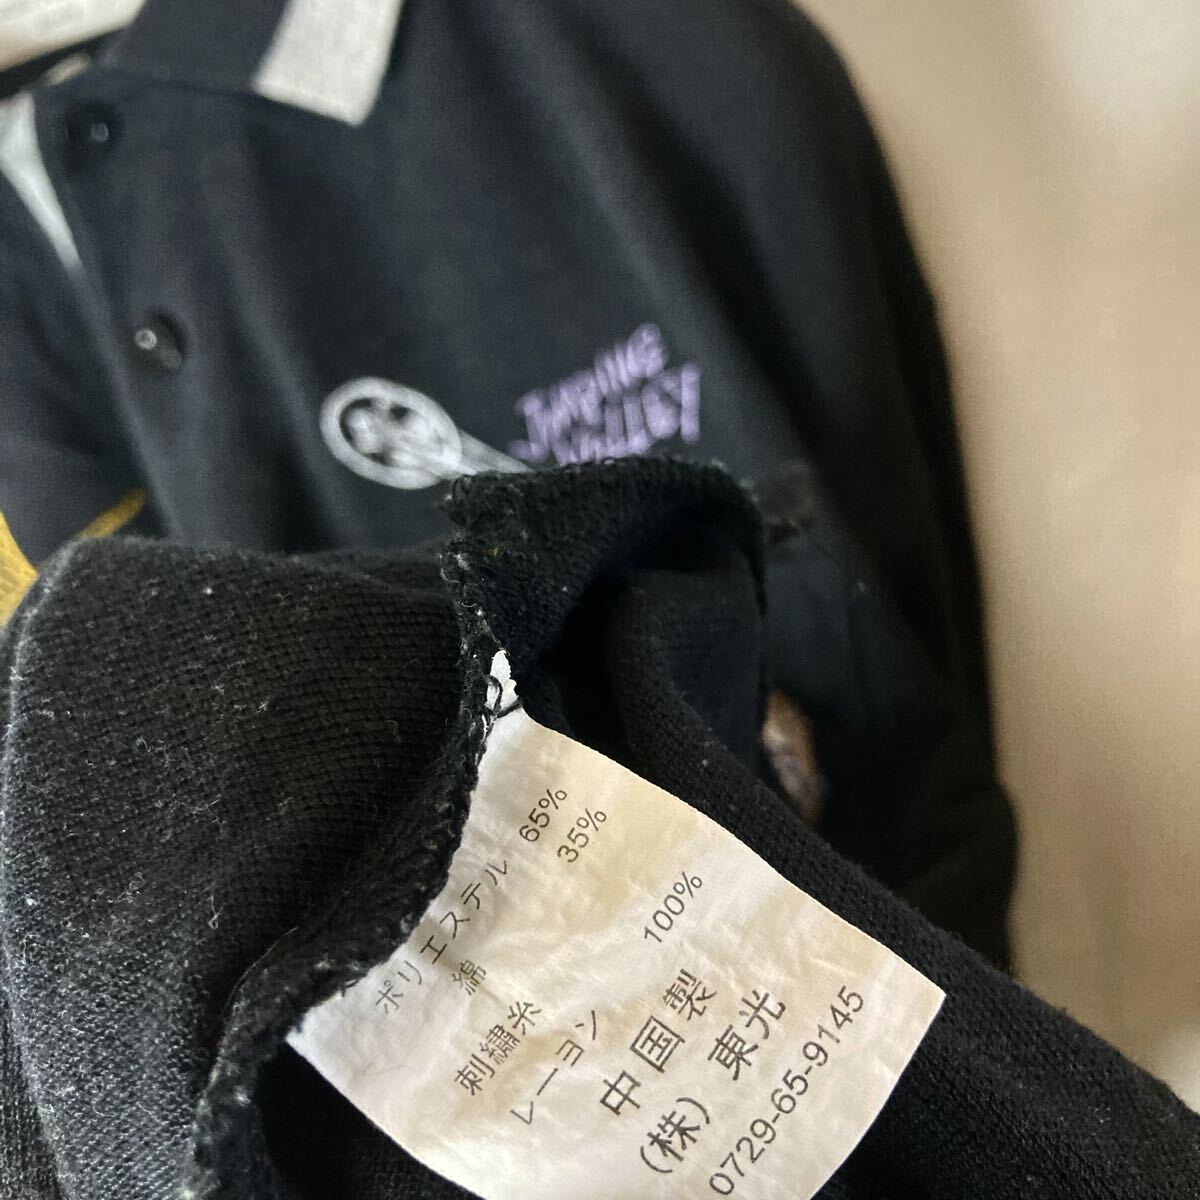 ポリエステル 65%
綿 35%
刺繡糸
レーヨン 100%
中国製
(株) 東光
0729-65-9145